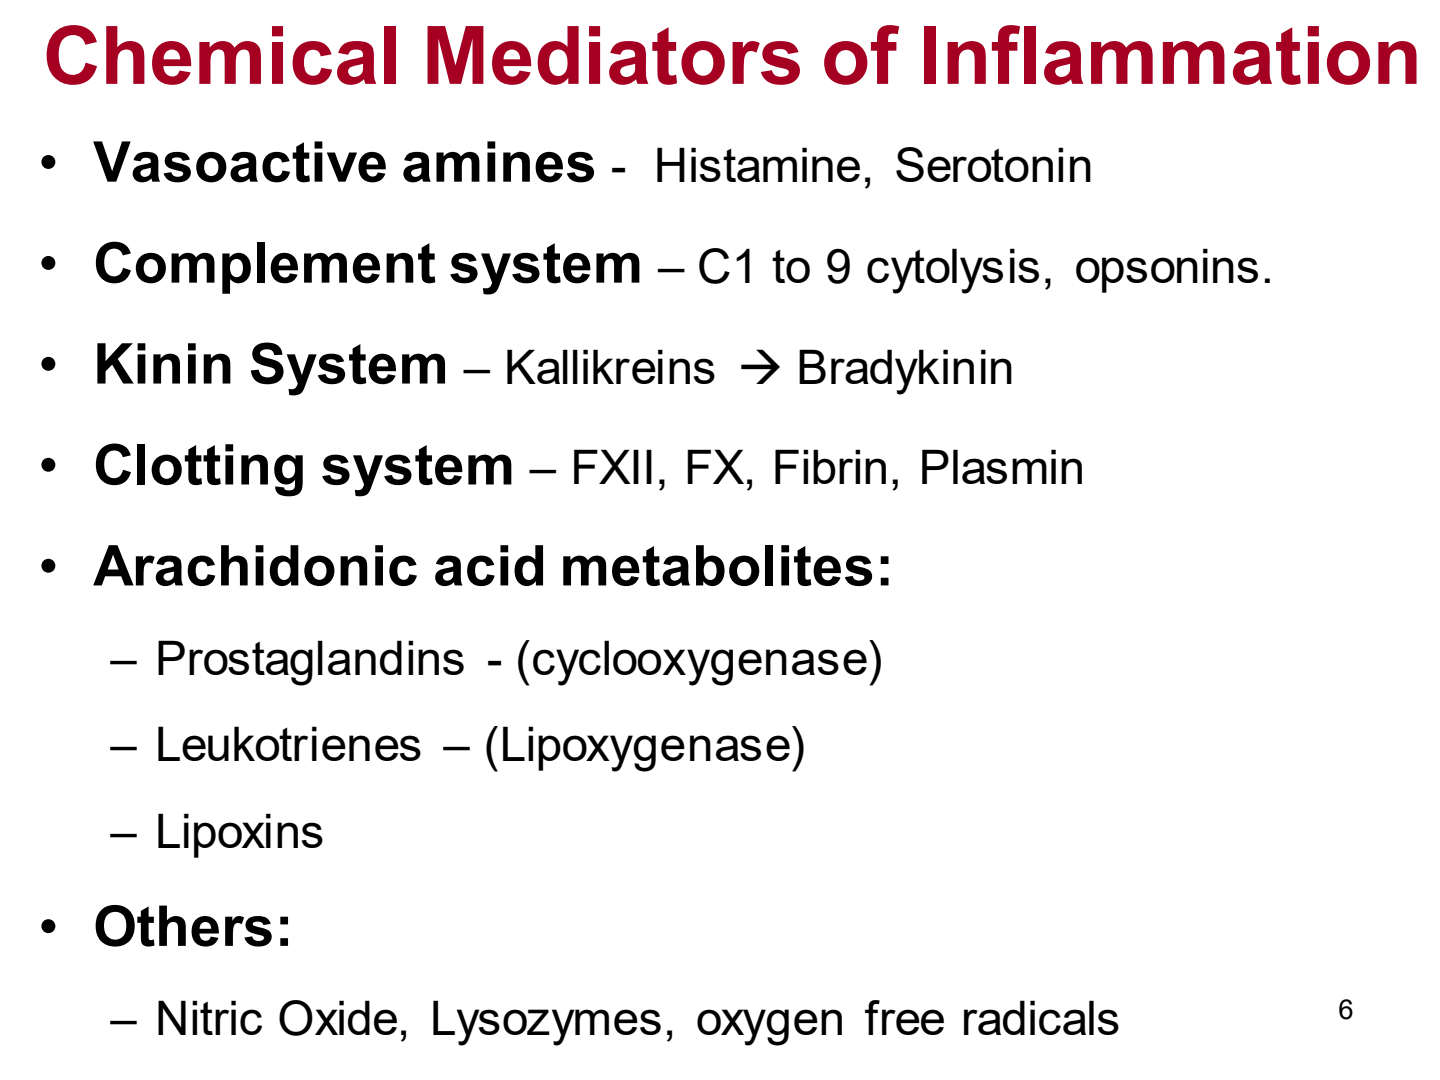 Chemical Mediators of Inflammation
• Vasoactive amines - Histamine, Serotonin
• Complement system – C1 to 9 cytolysis, opsonins.
• Kinin System – Kallikreins → Bradykinin
• Clotting system – FXII, FX, Fibrin, Plasmin
• Arachidonic acid metabolites:
– Prostaglandins - (cyclooxygenase)
– Leukotrienes – (Lipoxygenase)
– Lipoxins
• Others:
– Nitric Oxide, Lysozymes, oxygen free radicals
6